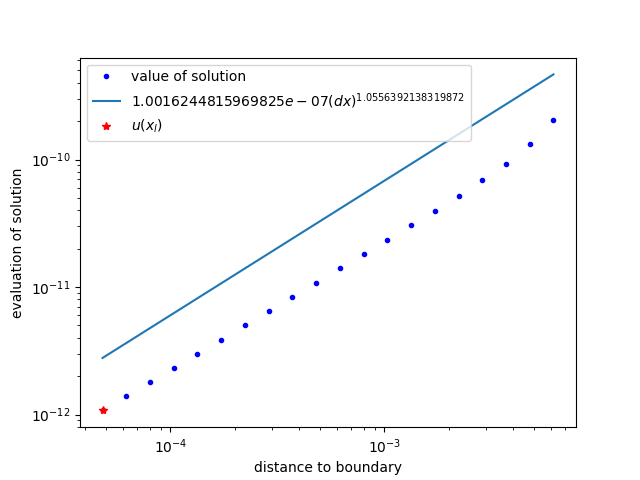 value of solution
1.0016244815969825e − 07(dx)^1.0556392138319872
u(x_l)
10^−10
10^−11
10^−12
evaluation of solution
10^−4
10^−3
distance to boundary